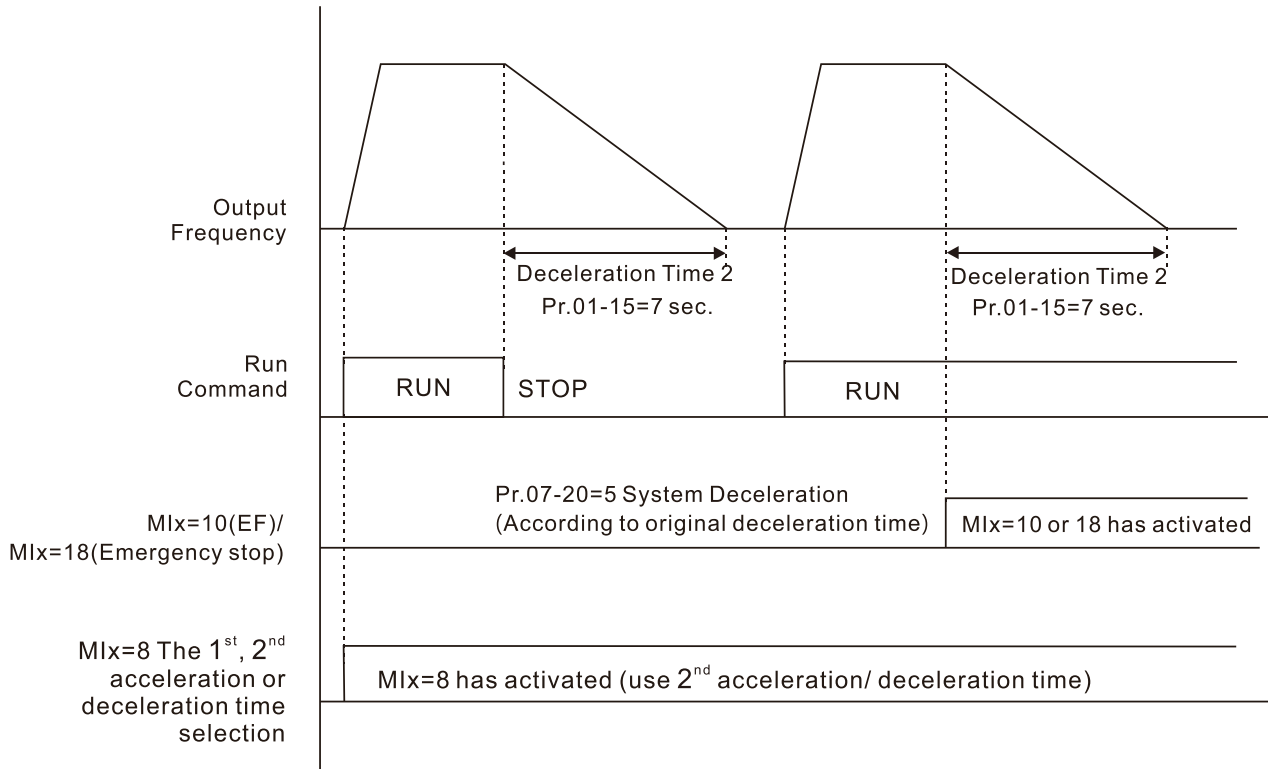 Output
Frequency
Deceleration Time 2
Pr.01-15=7 sec.
Deceleration Time 2
Pr.01-15=7 sec.
Run
Command
RUN
STOP
RUN
MIx=10(EF)/
MIx=18(Emergency stop)
Pr.07-20=5 System Deceleration
(According to original deceleration time)
MIx=10 or 18 has activated
MIx=8 The 1st, 2nd
acceleration or
deceleration time
selection
MIx=8 has activated (use 2nd acceleration/ deceleration time)